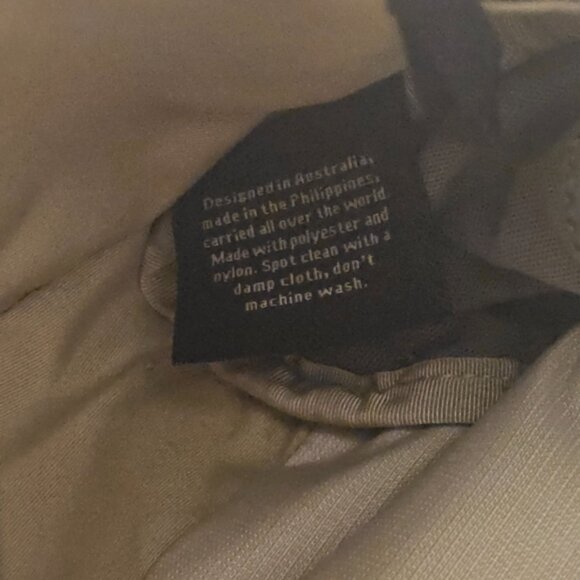 Designed in Australia,
made in the Philippines,
carried all over the world
Made with polyester and
nylon. Spot clean with a
damp cloth, don't
machine wash.